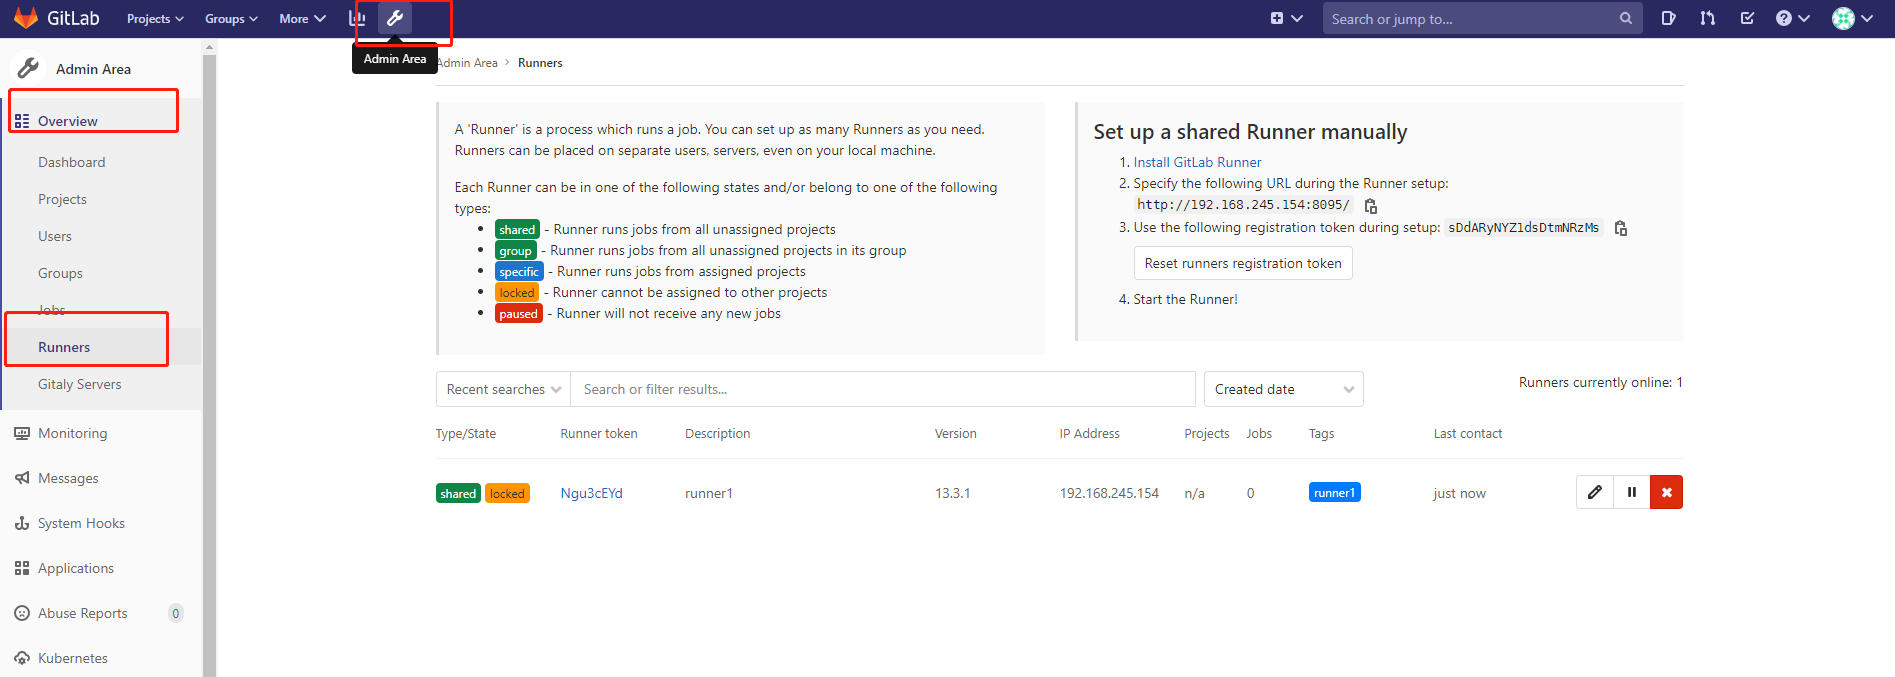 GitLab Projects Groups More Search or jump to...
Admin Area
Admin Area
Overview
Dashboard
Projects
Users
Groups
Jobs
Runners
Gitaly Servers
Monitoring
Messages
System Hooks
Applications
Abuse Reports 0
Kubernetes
Admin Area > Runners
A 'Runner' is a process which runs a job. You can set up as many Runners as you need.
Runners can be placed on separate users, servers, even on your local machine.
Each Runner can be in one of the following states and/or belong to one of the following
types:
shared - Runner runs jobs from all unassigned projects
group - Runner runs jobs from all unassigned projects in its group
specific - Runner runs jobs from assigned projects
locked - Runner cannot be assigned to other projects
paused - Runner will not receive any new jobs
Set up a shared Runner manually
1. Install GitLab Runner
2. Specify the following URL during the Runner setup:
http://192.168.245.154:8095/
3. Use the following registration token during setup: sDdARyNYZ1dsDtmNRzMs
Reset runners registration token
4. Start the Runner!
Recent searches Search or filter results... Created date Runners currently online: 1
Type/State Runner token Description Version IP Address Projects Jobs Tags Last contact
shared locked Ngu3cEYd runner1 13.3.1 192.168.245.154 n/a 0 runner1 just now